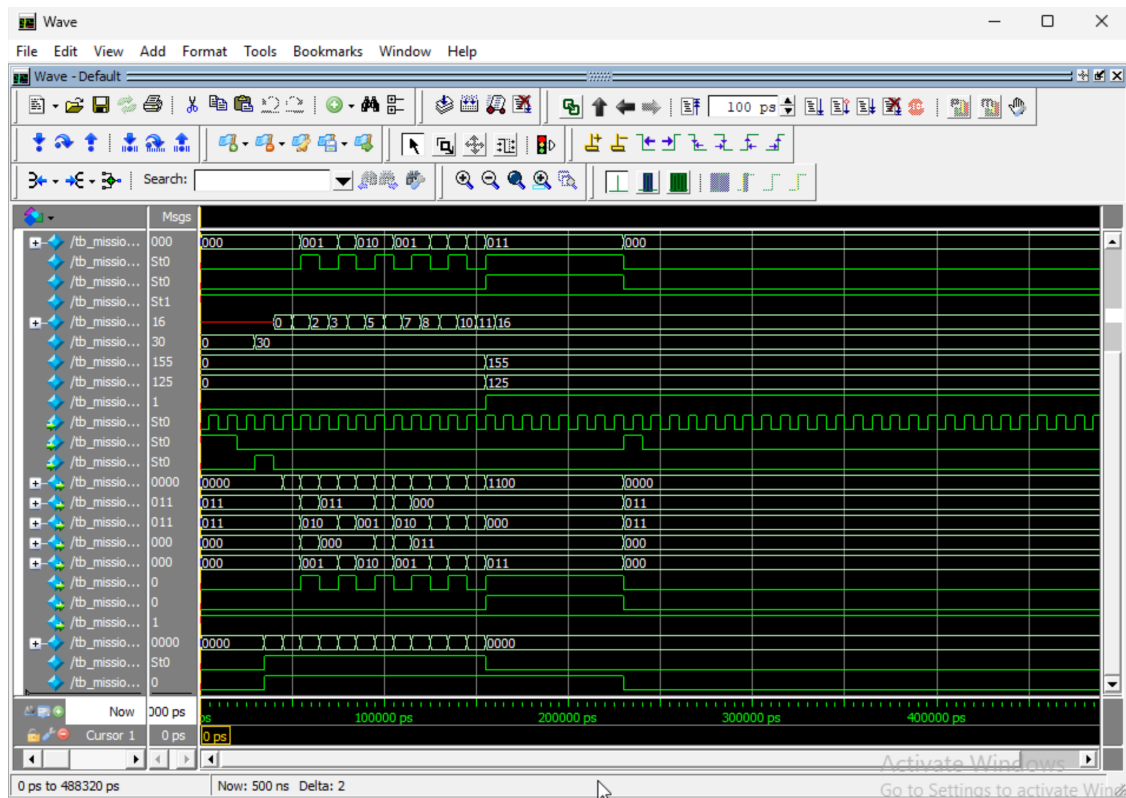 Wave
File Edit View Add Format Tools Bookmarks Window Help
Wave - Default
100 ps
Search:
Msgs
/tb_missio... 000 000 001 010 001 011 000
/tb_missio... St0
/tb_missio... St0
/tb_missio... St1
/tb_missio... 16 0 2 3 5 7 8 10 11 16
/tb_missio... 30 0 30
/tb_missio... 155 0 155
/tb_missio... 125 0 125
/tb_missio... 1
/tb_missio... St0
/tb_missio... St0
/tb_missio... St0
/tb_missio... 0000 0000 1100 0000
/tb_missio... 011 011 011 000 011
/tb_missio... 011 011 010 001 010 000 011
/tb_missio... 000 000 000 011 000
/tb_missio... 000 000 001 010 001 011 000
/tb_missio... 0
/tb_missio... 0
/tb_missio... 1
/tb_missio... 0000 0000 0000
/tb_missio... St0
/tb_missio... 0
Now 000 ps ps 100000 ps 200000 ps 300000 ps 400000 ps
Cursor 1 0 ps 0 ps
Activate Windows
0 ps to 488320 ps Now: 500 ns Delta: 2 Go to Settings to activate Wind